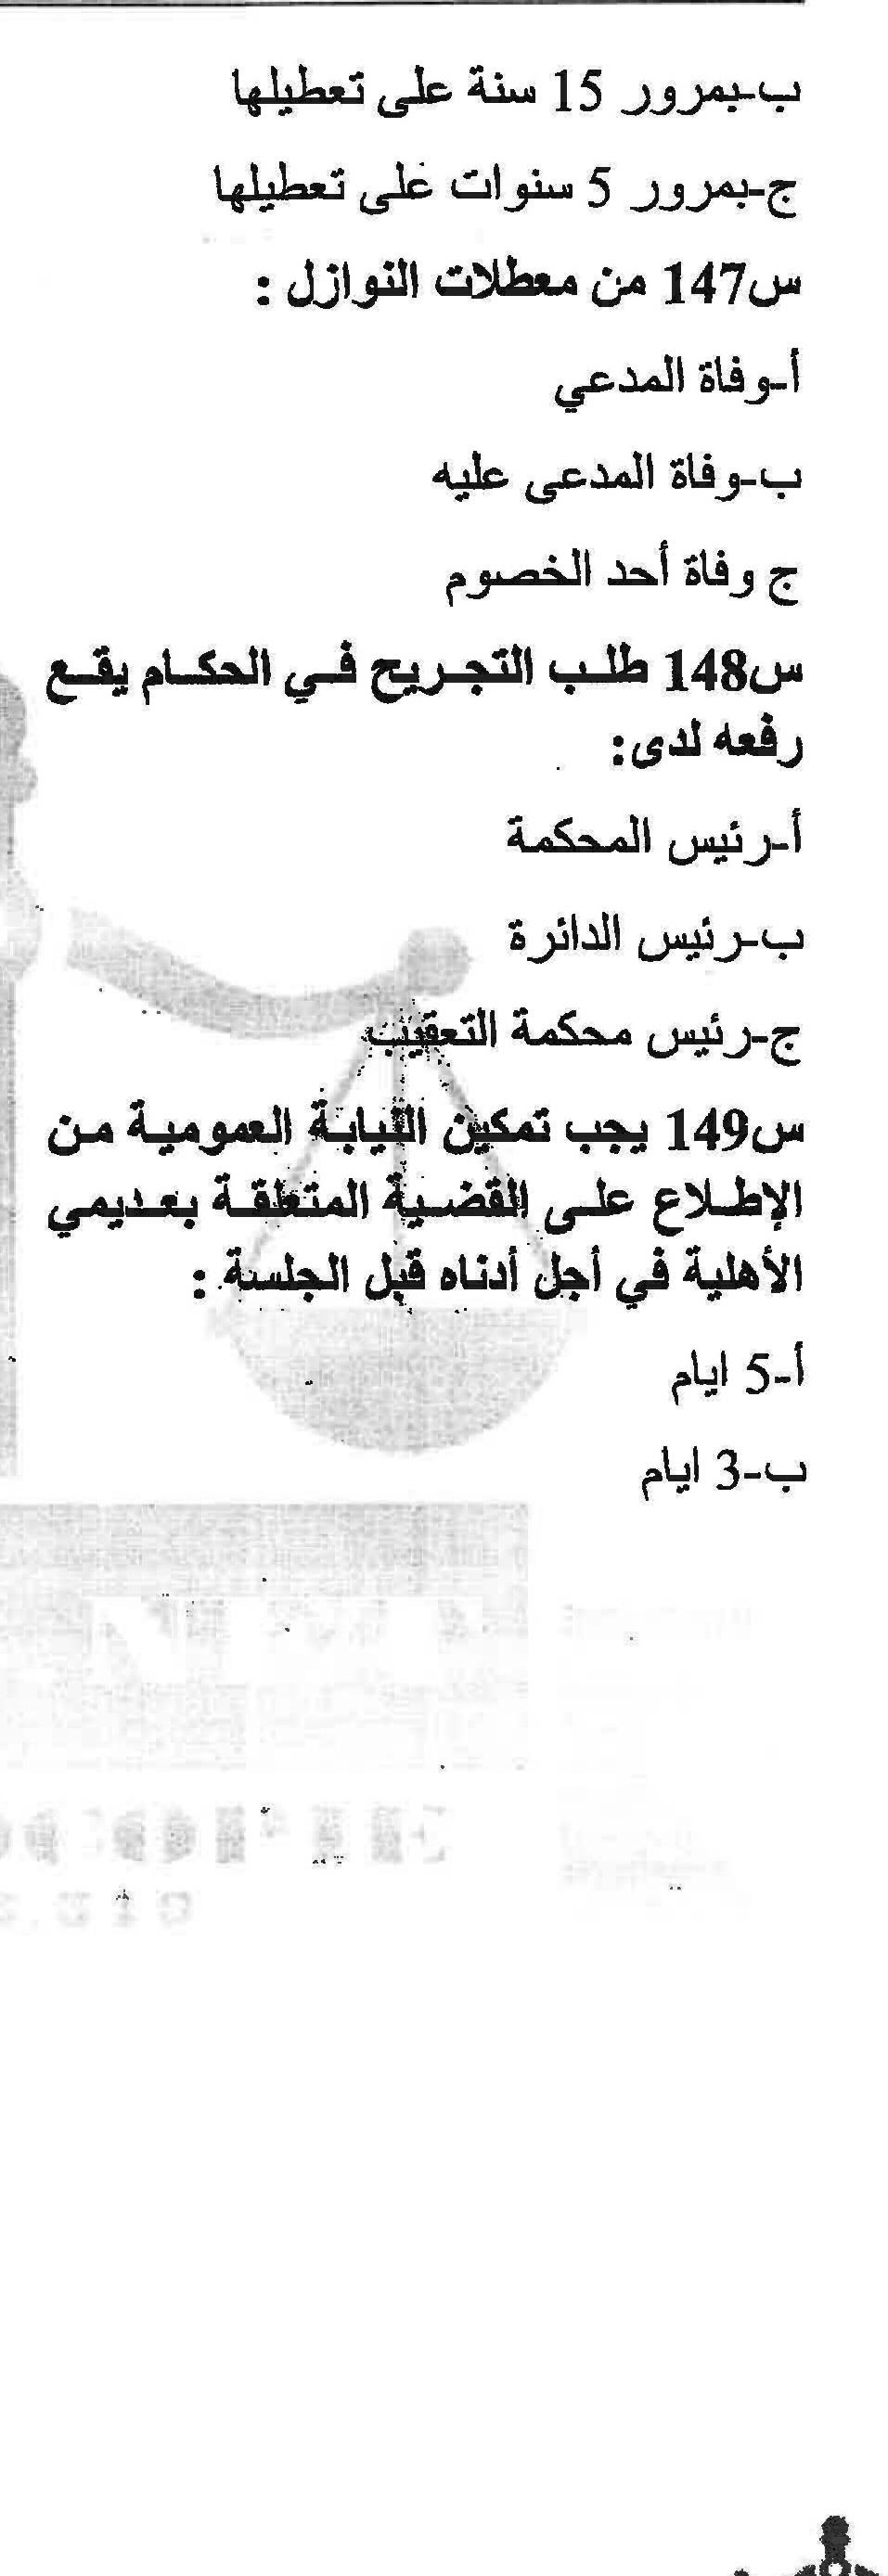 ب-بمرور 15 سنة على تعطيلها
ج-بمرور 5 سنوات على تعطيلها
س147 من معطلات النوازل :
أ-وفاة المدعي
ب-وفاة المدعى عليه
ج وفاة أحد الخصوم
س148 طلب التجريح في الحكام يقع
رفعه لدى:
أ-رئيس المحكمة
ب-رئيس الدائرة
ج-رئيس محكمة التعقيب
س149 يجب تمكين النيابة العمومية من
الإطلاع على القضية المتعلقة بعديمي
الأهلية في أجل أدناه قبل الجلسة :
أ-5 ايام
ب-3 ايام